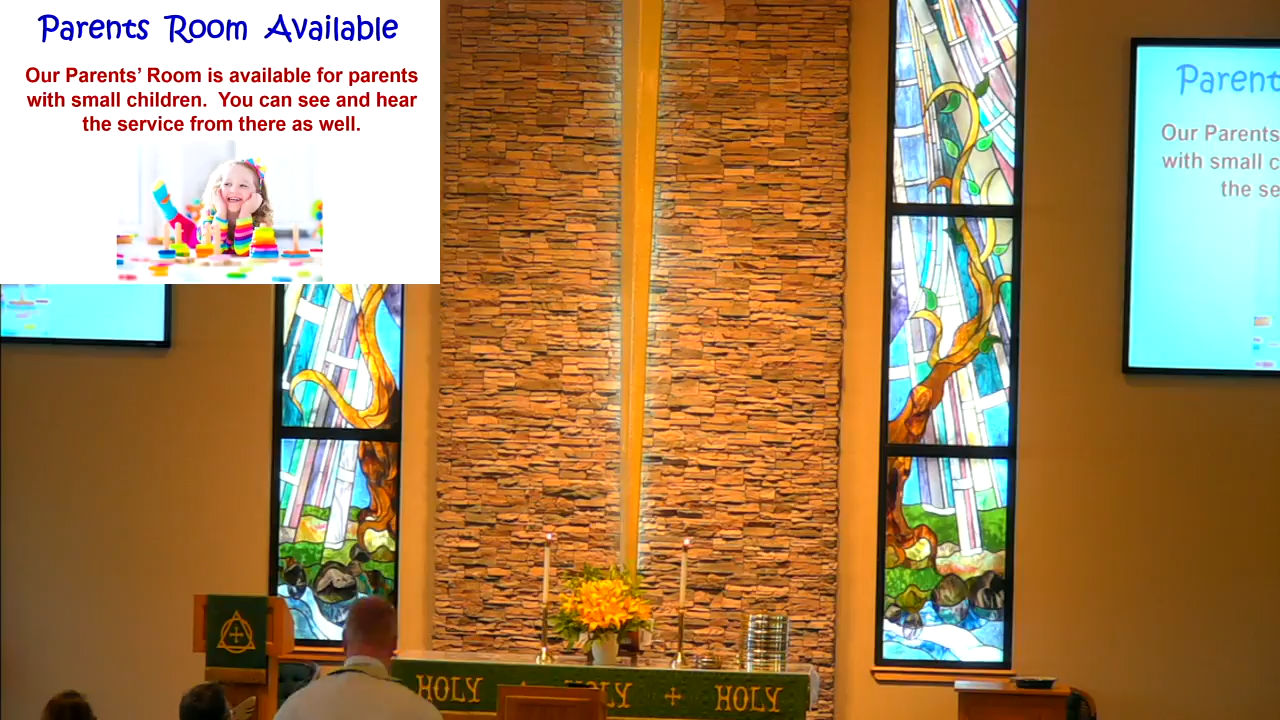 Parents Room Available
Our Parents’ Room is available for parents
with small children. You can see and hear
the service from there as well.
Parent
Our Parents
with small c
the se
HOLY HOLY HOLY